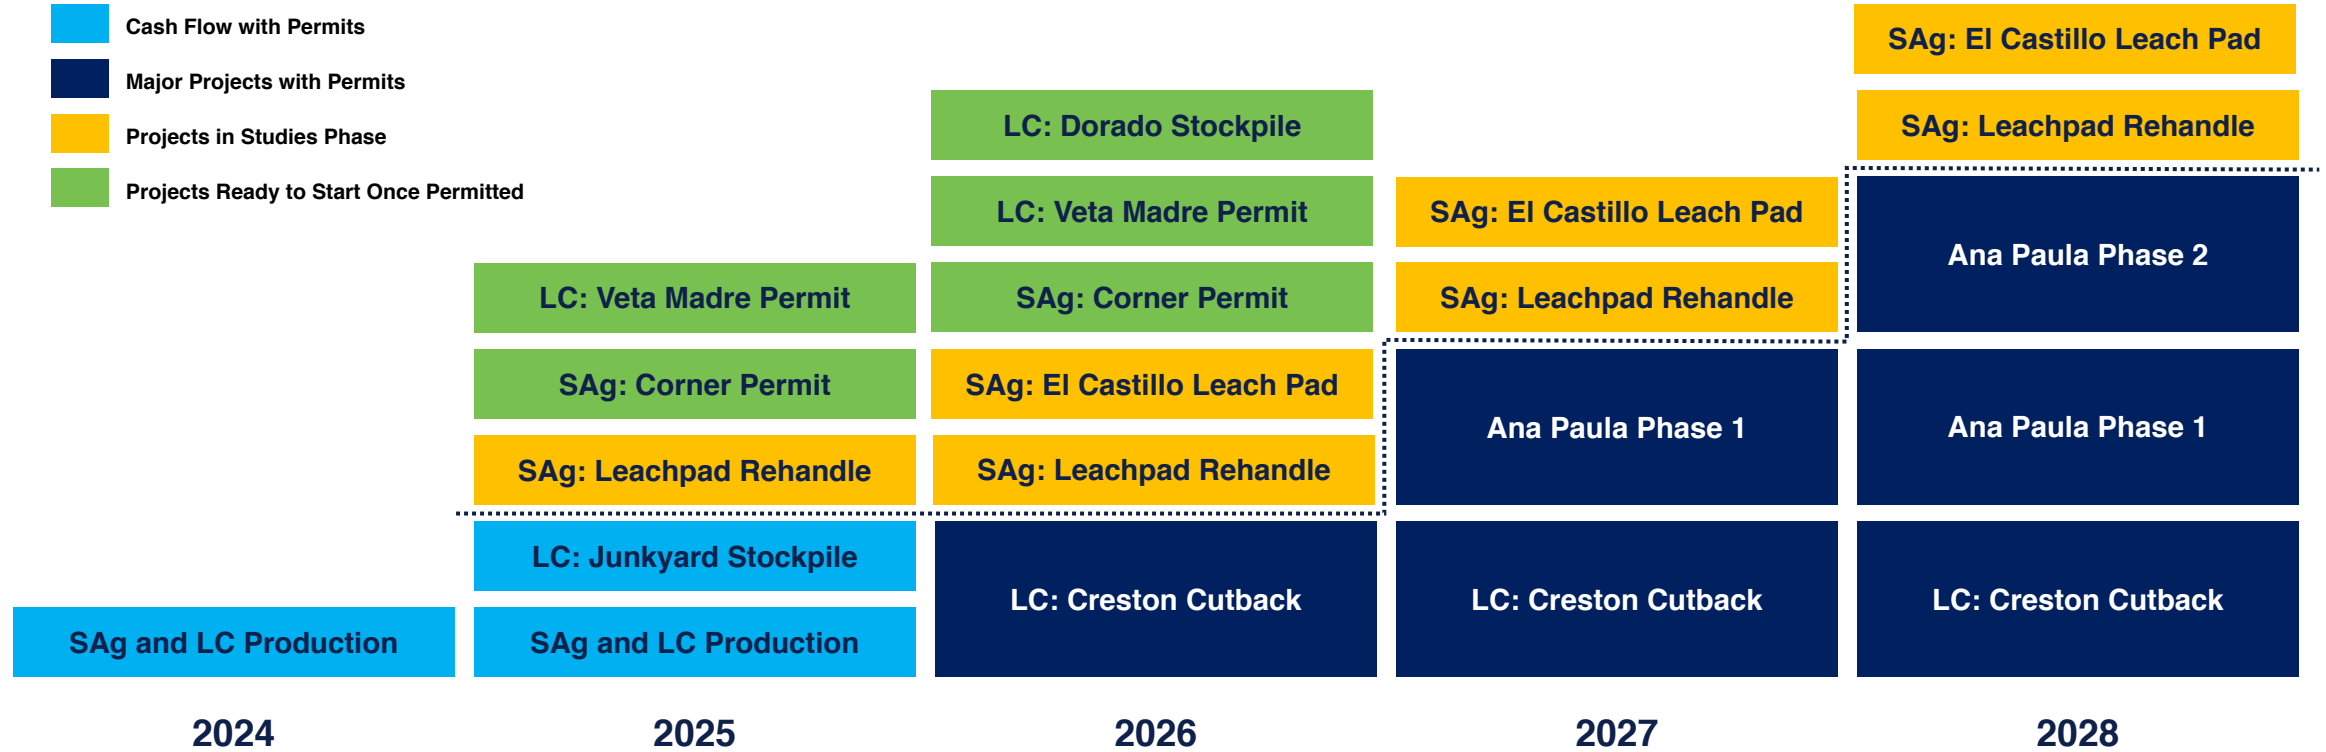 Cash Flow with Permits
Major Projects with Permits
Projects in Studies Phase
Projects Ready to Start Once Permitted
SAg and LC Production
2024
LC: Veta Madre Permit
SAg: Corner Permit
SAg: Leachpad Rehandle
LC: Junkyard Stockpile
SAg and LC Production
2025
LC: Dorado Stockpile
LC: Veta Madre Permit
SAg: Corner Permit
SAg: El Castillo Leach Pad
SAg: Leachpad Rehandle
LC: Creston Cutback
2026
SAg: El Castillo Leach Pad
SAg: Leachpad Rehandle
Ana Paula Phase 1
LC: Creston Cutback
2027
SAg: El Castillo Leach Pad
SAg: Leachpad Rehandle
Ana Paula Phase 2
Ana Paula Phase 1
LC: Creston Cutback
2028